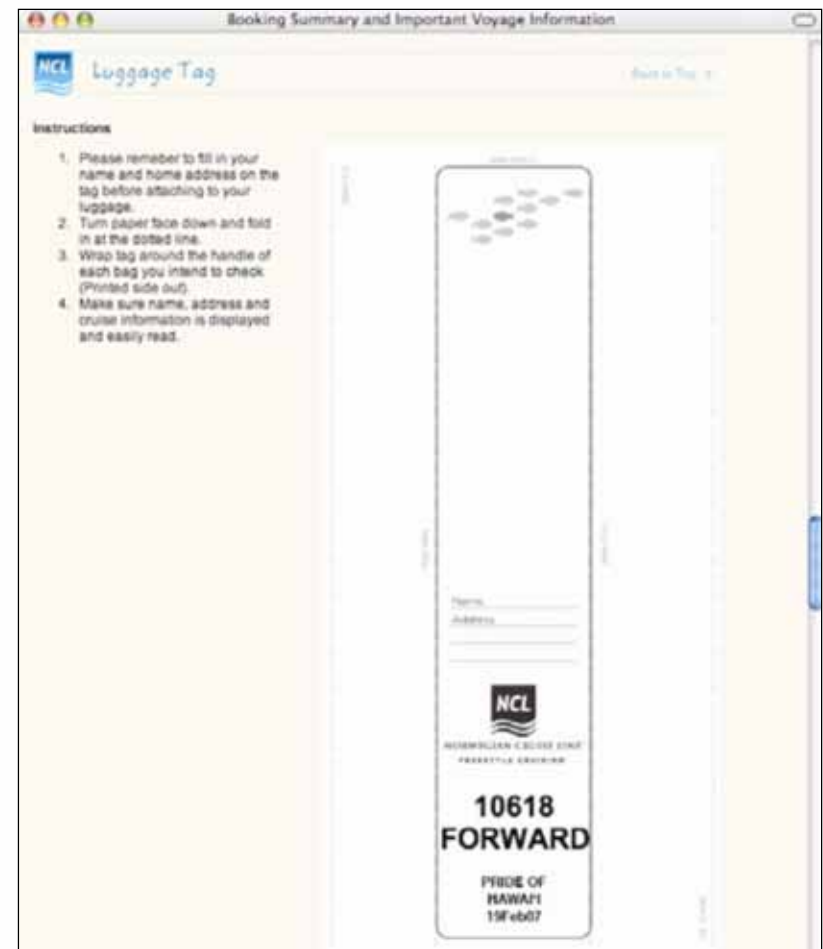 Booking Summary and Important Voyage Information
NCL
Luggage Tag
Back to Top
Instructions
1. Please remeber to fill in your
name and home address on the
tag before attaching to your
luggage.
2. Turn paper face down and fold
in at the dotted line.
3. Wrap tag around the handle of
each bag you intend to check
(Printed side out)
4. Make sure name, address and
cruise information is displayed
and easily read.
Name
Address
NCL
NORWEGIAN CRUISE LINE
FREESTYLE CRUISING
10618
FORWARD
PRIDE OF
HAWAI'I
19Feb07